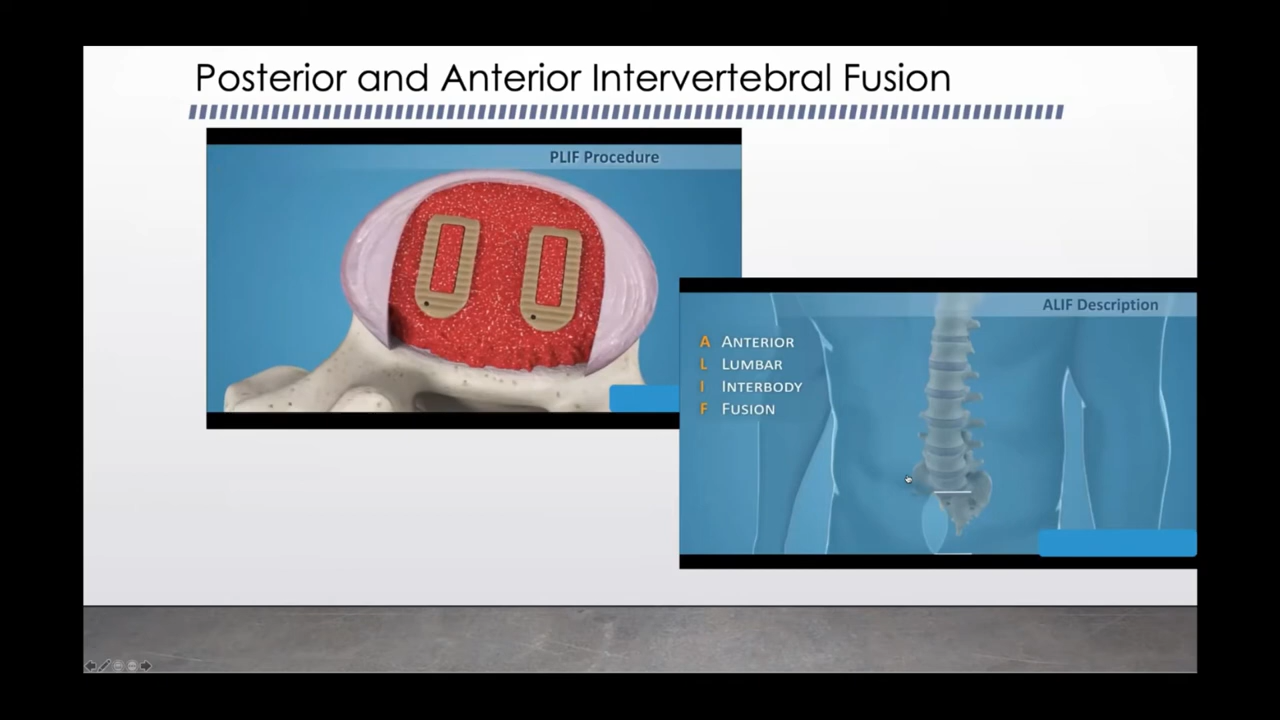 Posterior and Anterior Intervertebral Fusion
PLIF Procedure
ALIF Description
A ANTERIOR
L LUMBAR
I INTERBODY
F FUSION